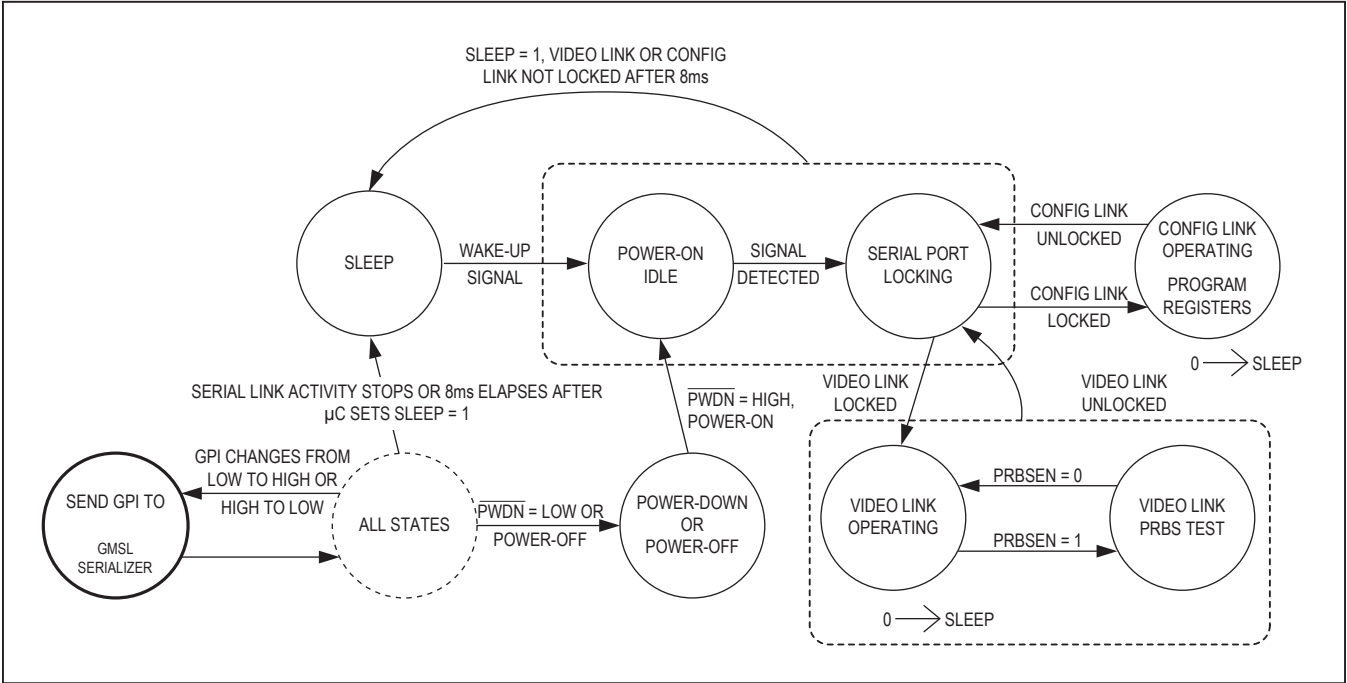 SLEEP = 1, VIDEO LINK OR CONFIG
LINK NOT LOCKED AFTER 8ms
SLEEP
WAKE-UP
SIGNAL
POWER-ON
IDLE
SIGNAL
DETECTED
SERIAL PORT
LOCKING
CONFIG LINK
UNLOCKED
CONFIG LINK
LOCKED
CONFIG LINK
OPERATING
PROGRAM
REGISTERS
0 → SLEEP
SERIAL LINK ACTIVITY STOPS OR 8ms ELAPSES AFTER
µC SETS SLEEP = 1
PWDN = HIGH,
POWER-ON
VIDEO LINK
LOCKED
VIDEO LINK
UNLOCKED
GPI CHANGES FROM
LOW TO HIGH OR
HIGH TO LOW
SEND GPI TO
GMSL
SERIALIZER
ALL STATES
PWDN = LOW OR
POWER-OFF
POWER-DOWN
OR
POWER-OFF
VIDEO LINK
OPERATING
PRBSEN = 0
PRBSEN = 1
VIDEO LINK
PRBS TEST
0 → SLEEP